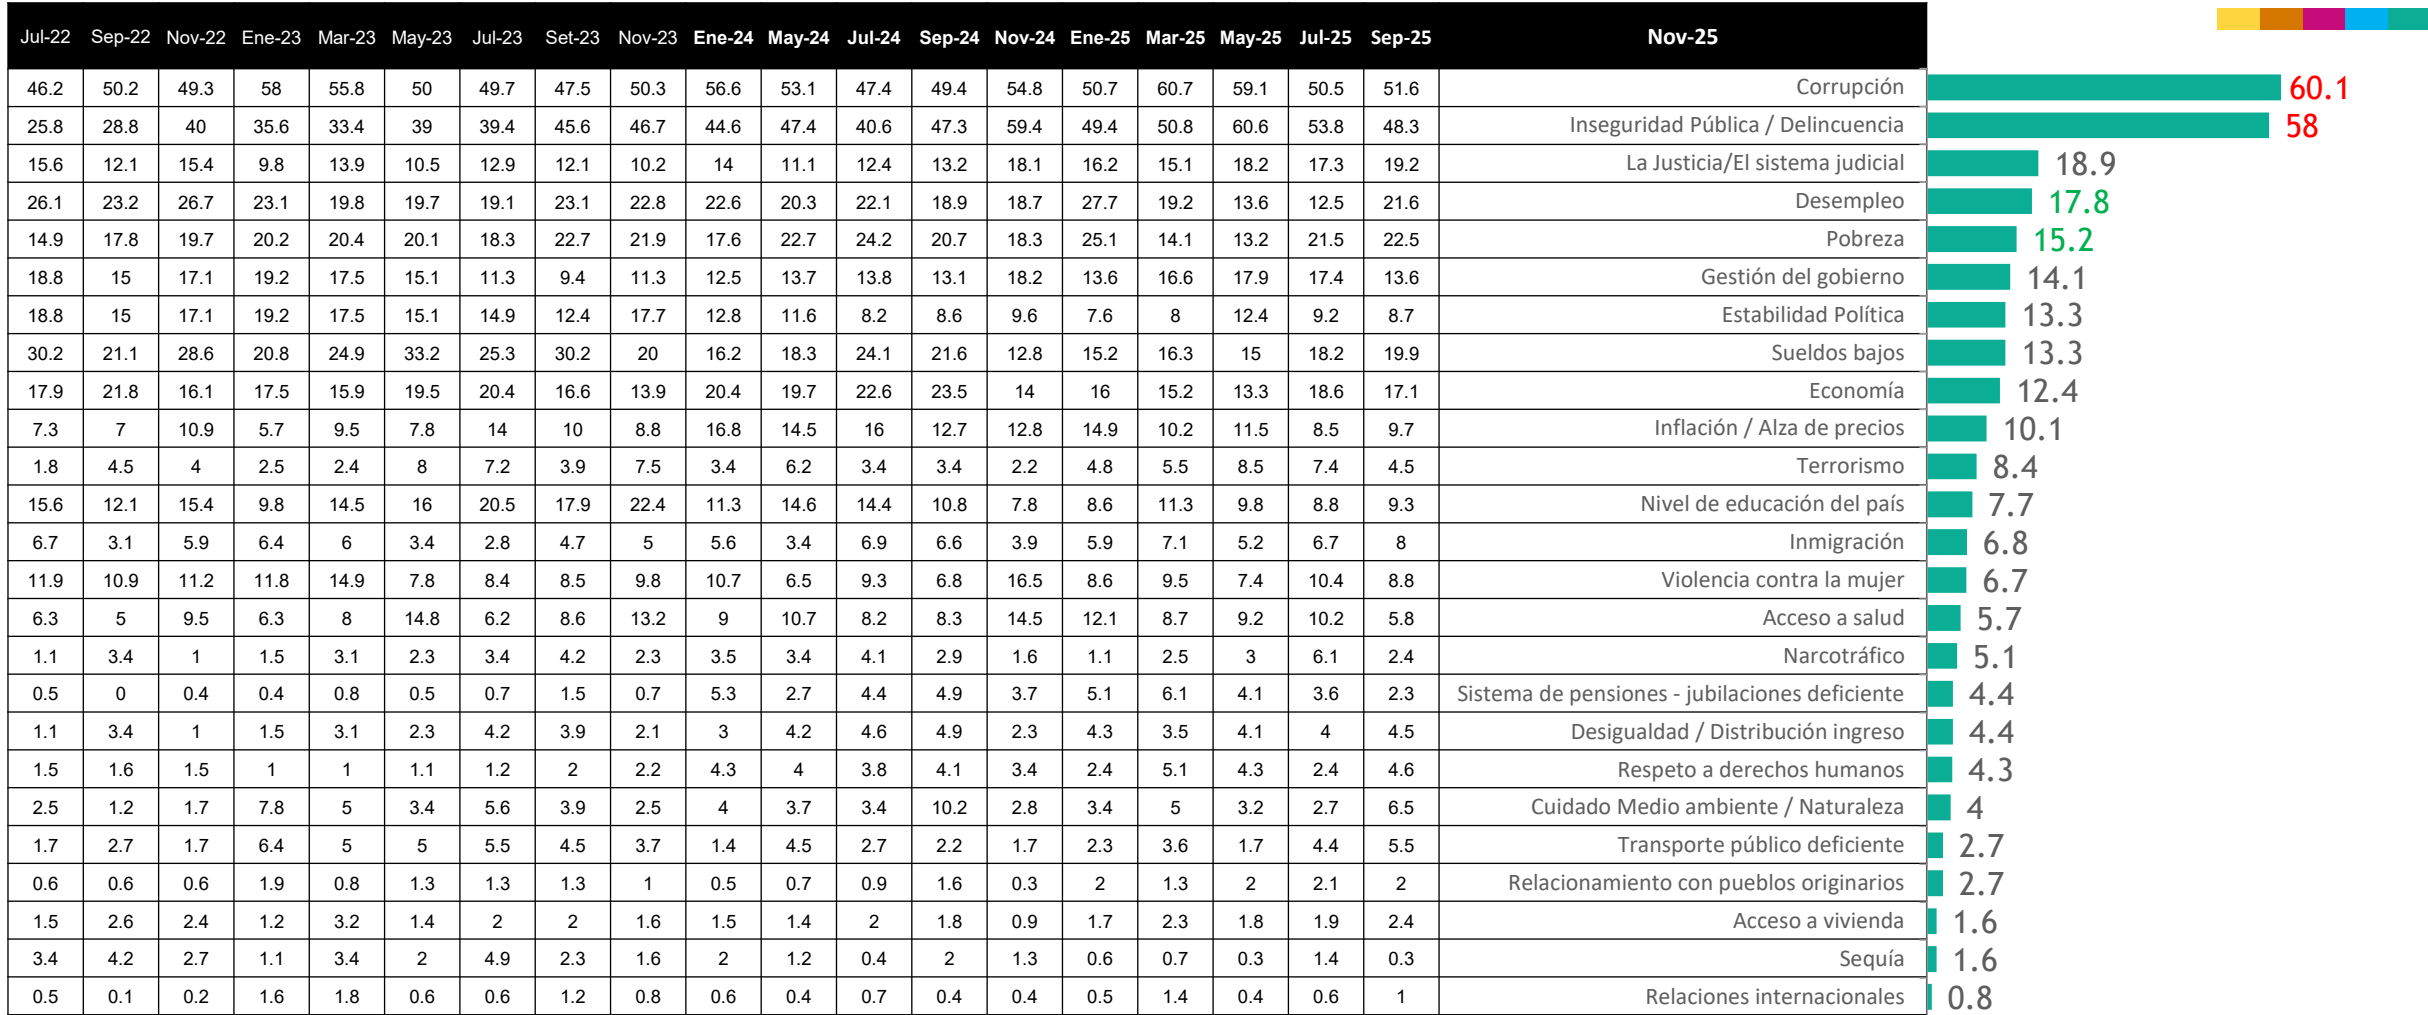 Jul-22 Sep-22 Nov-22 Ene-23 Mar-23 May-23 Jul-23 Set-23 Nov-23 Ene-24 May-24 Jul-24 Sep-24 Nov-24 Ene-25 Mar-25 May-25 Jul-25 Sep-25 Nov-25
46.2 50.2 49.3 58 55.8 50 49.7 47.5 50.3 56.6 53.1 47.4 49.4 54.8 50.7 60.7 59.1 50.5 51.6 Corrupción 60.1
25.8 28.8 40 35.6 33.4 39 39.4 45.6 46.7 44.6 47.4 40.6 47.3 59.4 49.4 50.8 60.6 53.8 48.3 Inseguridad Pública / Delincuencia 58
15.6 12.1 15.4 9.8 13.9 10.5 12.9 12.1 10.2 14 11.1 12.4 13.2 18.1 16.2 15.1 18.2 17.3 19.2 La Justicia/El sistema judicial 18.9
26.1 23.2 26.7 23.1 19.8 19.7 19.1 23.1 22.8 22.6 20.3 22.1 18.9 18.7 27.7 19.2 13.6 12.5 21.6 Desempleo 17.8
14.9 17.8 19.7 20.2 20.4 20.1 18.3 22.7 21.9 17.6 22.7 24.2 20.7 18.3 25.1 14.1 13.2 21.5 22.5 Pobreza 15.2
18.8 15 17.1 19.2 17.5 15.1 11.3 9.4 11.3 12.5 13.7 13.8 13.1 18.2 13.6 16.6 17.9 17.4 13.6 Gestión del gobierno 14.1
18.8 15 17.1 19.2 17.5 15.1 14.9 12.4 17.7 12.8 11.6 8.2 8.6 9.6 7.6 8 12.4 9.2 8.7 Estabilidad Política 13.3
30.2 21.1 28.6 20.8 24.9 33.2 25.3 30.2 20 16.2 18.3 24.1 21.6 12.8 15.2 16.3 15 18.2 19.9 Sueldos bajos 13.3
17.9 21.8 16.1 17.5 15.9 19.5 20.4 16.6 13.9 20.4 19.7 22.6 23.5 14 16 15.2 13.3 18.6 17.1 Economía 12.4
7.3 7 10.9 5.7 9.5 7.8 14 10 8.8 16.8 14.5 16 12.7 12.8 14.9 10.2 11.5 8.5 9.7 Inflación / Alza de precios 10.1
1.8 4.5 4 2.5 2.4 8 7.2 3.9 7.5 3.4 6.2 3.4 3.4 2.2 4.8 5.5 8.5 7.4 4.5 Terrorismo 8.4
15.6 12.1 15.4 9.8 14.5 16 20.5 17.9 22.4 11.3 14.6 14.4 10.8 7.8 8.6 11.3 9.8 8.8 9.3 Nivel de educación del país 7.7
6.7 3.1 5.9 6.4 6 3.4 2.8 4.7 5 5.6 3.4 6.9 6.6 3.9 5.9 7.1 5.2 6.7 8 Inmigración 6.8
11.9 10.9 11.2 11.8 14.9 7.8 8.4 8.5 9.8 10.7 6.5 9.3 6.8 16.5 8.6 9.5 7.4 10.4 8.8 Violencia contra la mujer 6.7
6.3 5 9.5 6.3 8 14.8 6.2 8.6 13.2 9 10.7 8.2 8.3 14.5 12.1 8.7 9.2 10.2 5.8 Acceso a salud 5.7
1.1 3.4 1 1.5 3.1 2.3 3.4 4.2 2.3 3.5 3.4 4.1 2.9 1.6 1.1 2.5 3 6.1 2.4 Narcotráfico 5.1
0.5 0 0.4 0.4 0.8 0.5 0.7 1.5 0.7 5.3 2.7 4.4 4.9 3.7 5.1 6.1 4.1 3.6 2.3 Sistema de pensiones - jubilaciones deficiente 4.4
1.1 3.4 1 1.5 3.1 2.3 4.2 3.9 2.1 3 4.2 4.6 4.9 2.3 4.3 3.5 4.1 4 4.5 Desigualdad / Distribución ingreso 4.4
1.5 1.6 1.5 1 1 1.1 1.2 2 2.2 4.3 4 3.8 4.1 3.4 2.4 5.1 4.3 2.4 4.6 Respeto a derechos humanos 4.3
2.5 1.2 1.7 7.8 5 3.4 5.6 3.9 2.5 4 3.7 3.4 10.2 2.8 3.4 5 3.2 2.7 6.5 Cuidado Medio ambiente / Naturaleza 4
1.7 2.7 1.7 6.4 5 5 5.5 4.5 3.7 1.4 4.5 2.7 2.2 1.7 2.3 3.6 1.7 4.4 5.5 Transporte público deficiente 2.7
0.6 0.6 0.6 1.9 0.8 1.3 1.3 1.3 1 0.5 0.7 0.9 1.6 0.3 2 1.3 2 2.1 2 Relacionamiento con pueblos originarios 2.7
1.5 2.6 2.4 1.2 3.2 1.4 2 2 1.6 1.5 1.4 2 1.8 0.9 1.7 2.3 1.8 1.9 2.4 Acceso a vivienda 1.6
3.4 4.2 2.7 1.1 3.4 2 4.9 2.3 1.6 2 1.2 0.4 2 1.3 0.6 0.7 0.3 1.4 0.3 Sequía 1.6
0.5 0.1 0.2 1.6 1.8 0.6 0.6 1.2 0.8 0.6 0.4 0.7 0.4 0.4 0.5 1.4 0.4 0.6 1 Relaciones internacionales 0.8